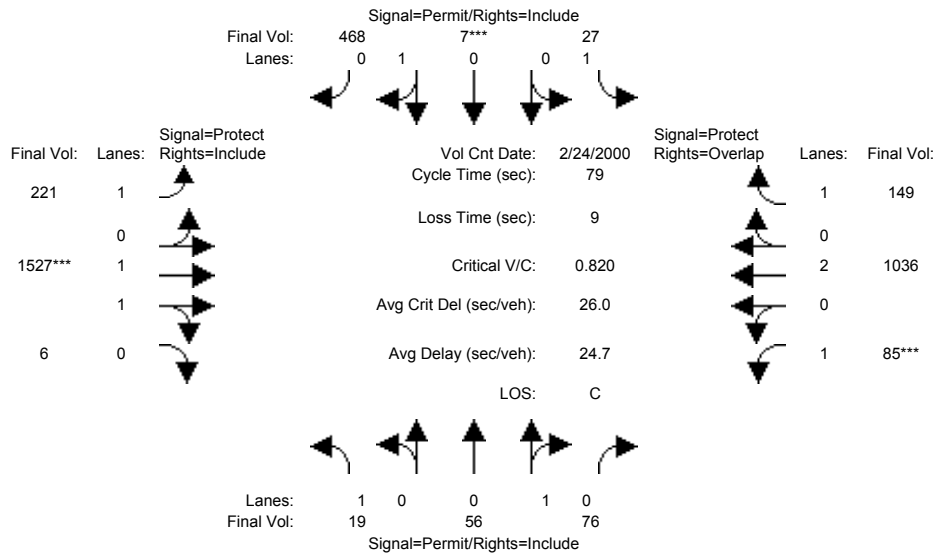 Signal=Permit/Rights=Include
Final Vol: 468 7*** 27
Lanes: 0 1 0 0 1
Signal=Protect Signal=Protect
Final Vol: Lanes: Rights=Include Vol Cnt Date: 2/24/2000 Rights=Overlap Lanes: Final Vol:
Cycle Time (sec): 79
221 1 1 149
Loss Time (sec): 9
0 0
1527*** 1 Critical V/C: 0.820 2 1036
1 Avg Crit Del (sec/veh): 26.0 0
6 0 Avg Delay (sec/veh): 24.7 1 85***
LOS: C
Lanes: 1 0 0 1 0
Final Vol: 19 56 76
Signal=Permit/Rights=Include